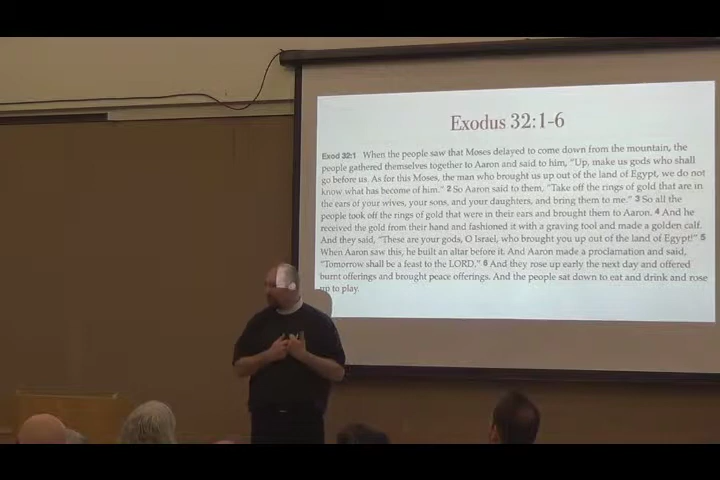 Exodus 32:1-6
Exod 32:1 When the people saw that Moses delayed to come down from the mountain, the
people gathered themselves together to Aaron and said to him, "Up, make us gods who shall
go before us. As for this Moses, the man who brought us up out of the land of Egypt, we do not
know what has become of him." 2 So Aaron said to them, "Take off the rings of gold that are in
the ears of your wives, your sons, and your daughters, and bring them to me." 3 So all the
people took off the rings of gold that were in their ears and brought them to Aaron. 4 And he
received the gold from their hand and fashioned it with a graving tool and made a golden calf.
And they said, "These are your gods, O Israel, who brought you up out of the land of Egypt!" 5
When Aaron saw this, he built an altar before it. And Aaron made a proclamation and said,
"Tomorrow shall be a feast to the LORD." 6 And they rose up early the next day and offered
burnt offerings and brought peace offerings. And the people sat down to eat and drink and rose
up to play.